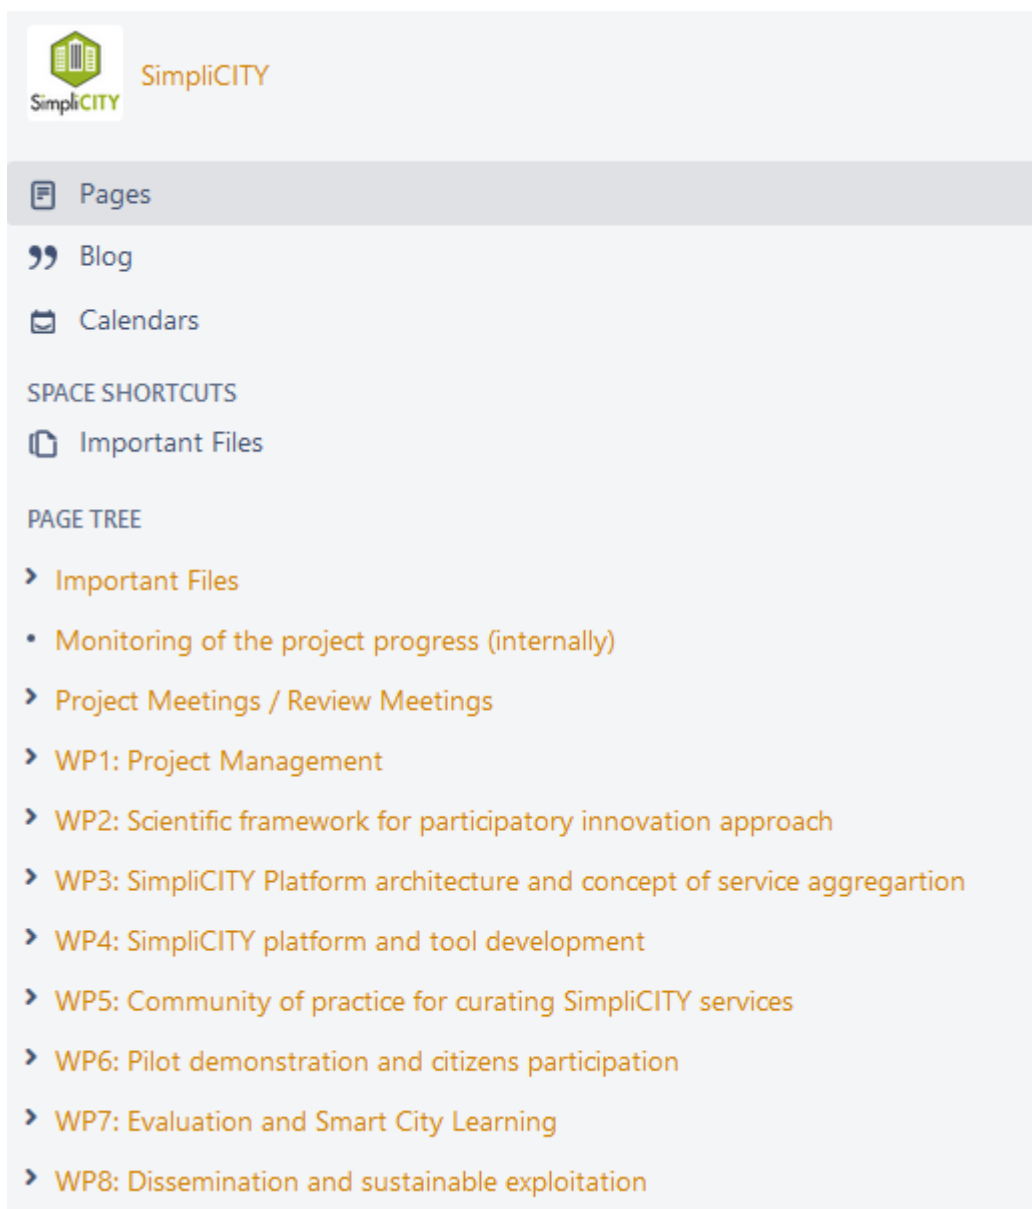 SimpliCITY
SimpliCITY
Pages
Blog
Calendars
SPACE SHORTCUTS
Important Files
PAGE TREE
Important Files
Monitoring of the project progress (internally)
Project Meetings / Review Meetings
WP1: Project Management
WP2: Scientific framework for participatory innovation approach
WP3: SimpliCITY Platform architecture and concept of service aggregartion
WP4: SimpliCITY platform and tool development
WP5: Community of practice for curating SimpliCITY services
WP6: Pilot demonstration and citizens participation
WP7: Evaluation and Smart City Learning
WP8: Dissemination and sustainable exploitation